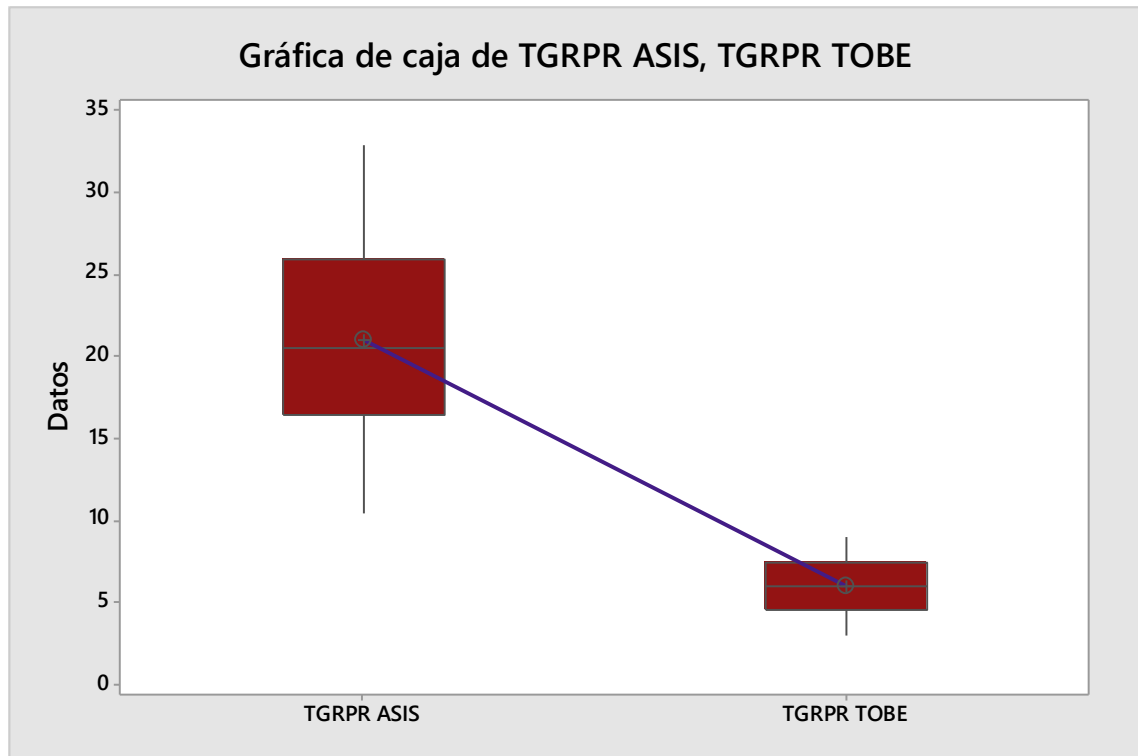 Gráfica de caja de TGRPR ASIS, TGRPR TOBE
35
30
25
20
15
10
5
0
Datos
TGRPR ASIS
TGRPR TOBE